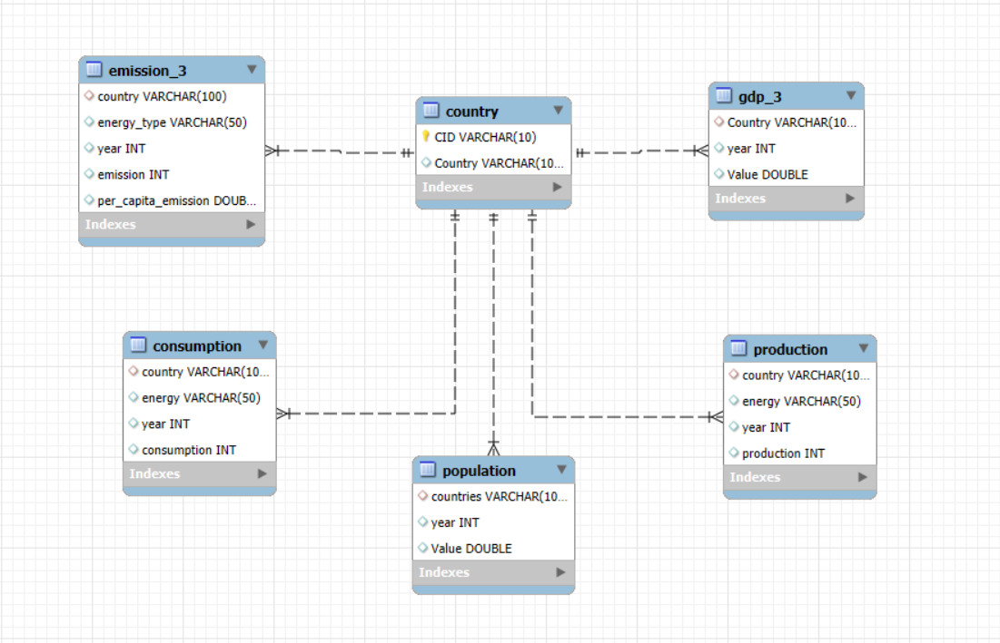 emission_3
country VARCHAR(100)
energy_type VARCHAR(50)
year INT
emission INT
per_capita_emission DOUB...
Indexes
country
CID VARCHAR(10)
Country VARCHAR(10...
Indexes
gdp_3
Country VARCHAR(10...
year INT
Value DOUBLE
Indexes
consumption
country VARCHAR(10...
energy VARCHAR(50)
year INT
consumption INT
Indexes
population
countries VARCHAR(10...
year INT
Value DOUBLE
Indexes
production
country VARCHAR(10...
energy VARCHAR(50)
year INT
production INT
Indexes